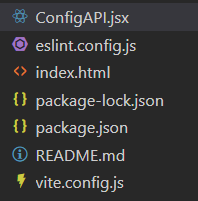 ConfigAPI.jsx
eslint.config.js
index.html
package-lock.json
package.json
README.md
vite.config.js